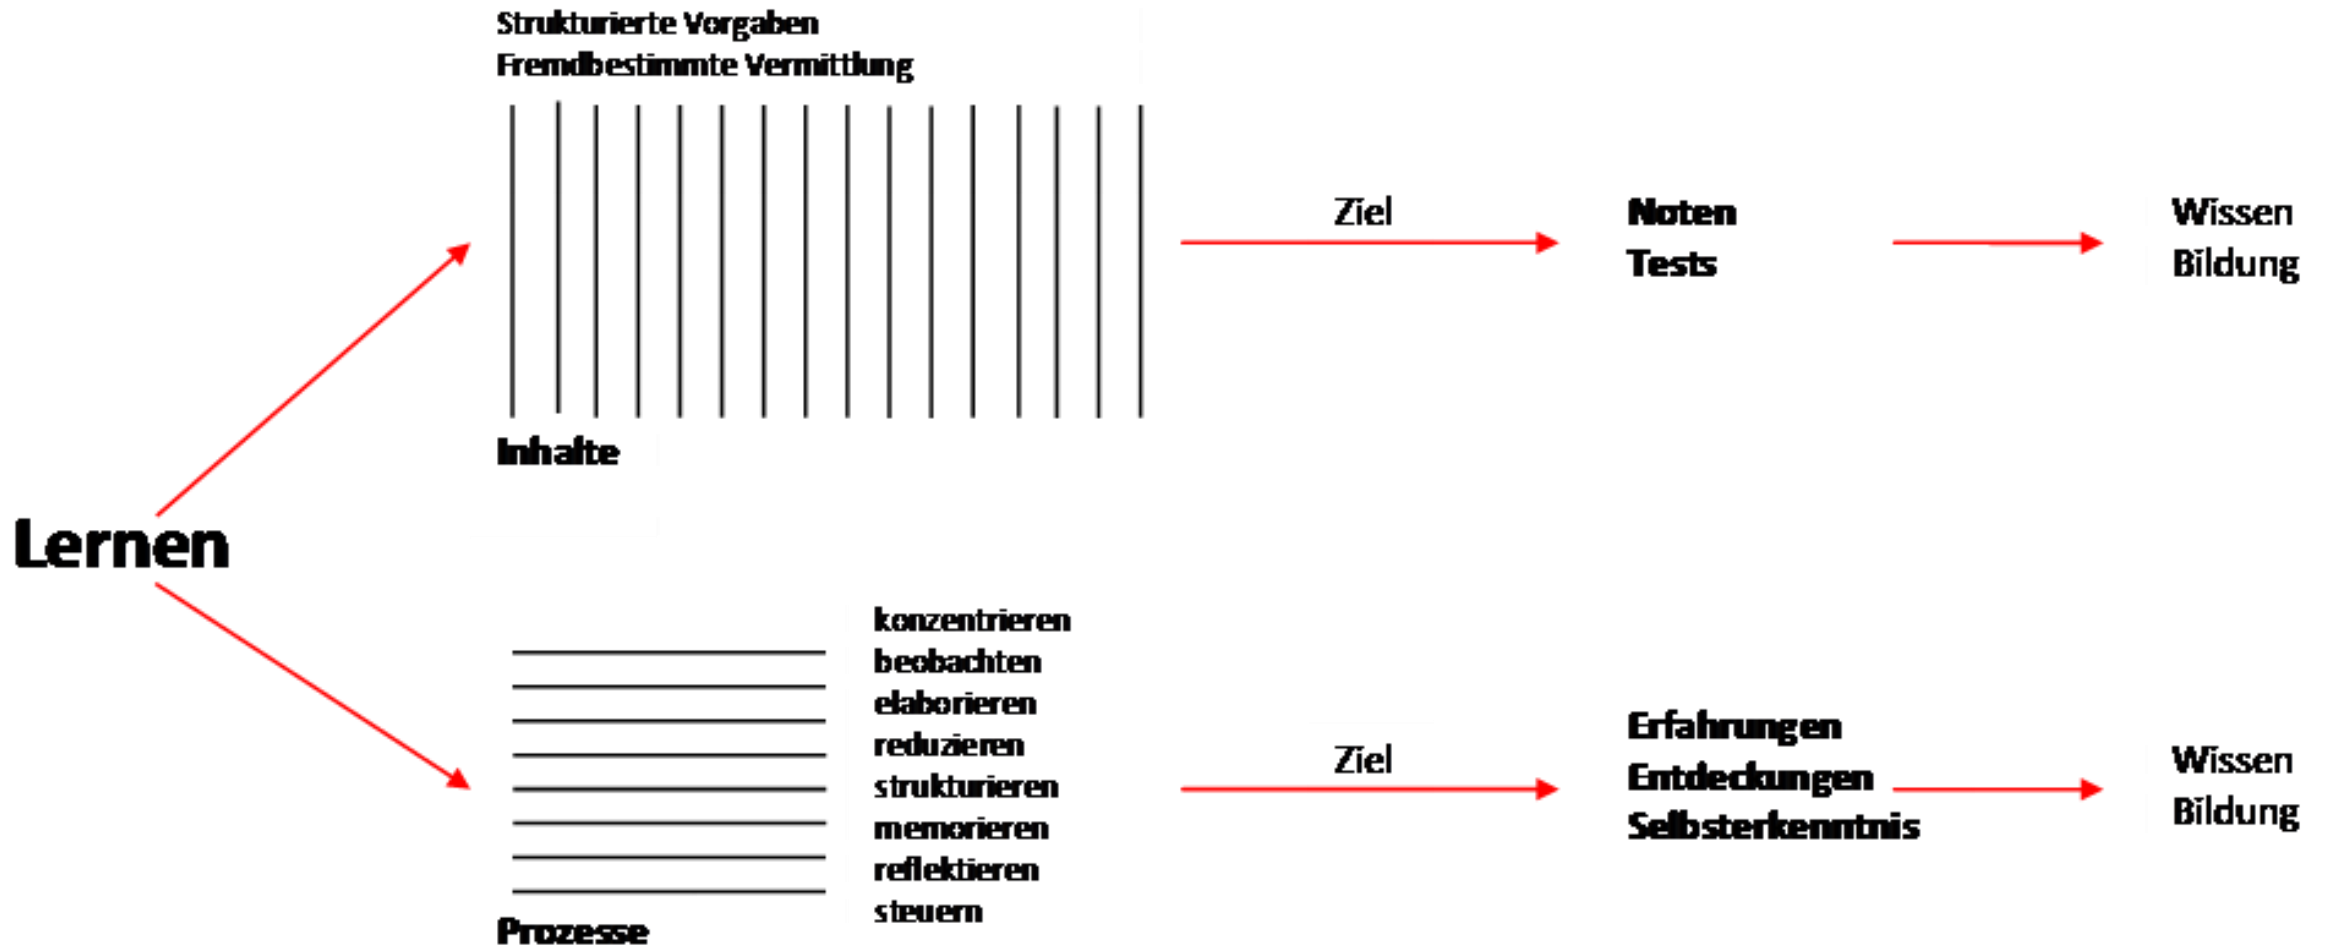 Strukturierte Vorgaben
Fremdbestimmte Vermittlung
Inhalte
Ziel
Noten
Tests
Wissen
Bildung
Lernen
konzentrieren
beobachten
elaborieren
reduzieren
strukturieren
memorieren
reflektieren
steuern
Prozesse
Ziel
Erfahrungen
Entdeckungen
Selbsterkenntnis
Wissen
Bildung